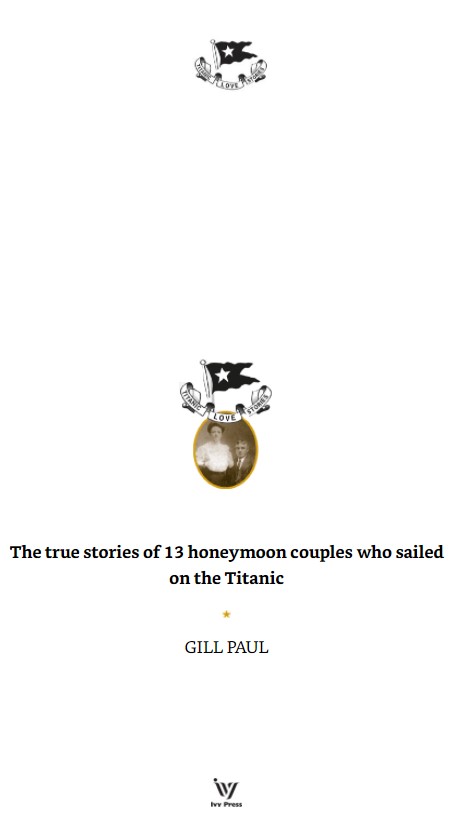 TITANIC LOVE STORIES
TITANIC LOVE STORIES
The true stories of 13 honeymoon couples who sailed
on the Titanic
GILL PAUL
ivy
Ivy Press